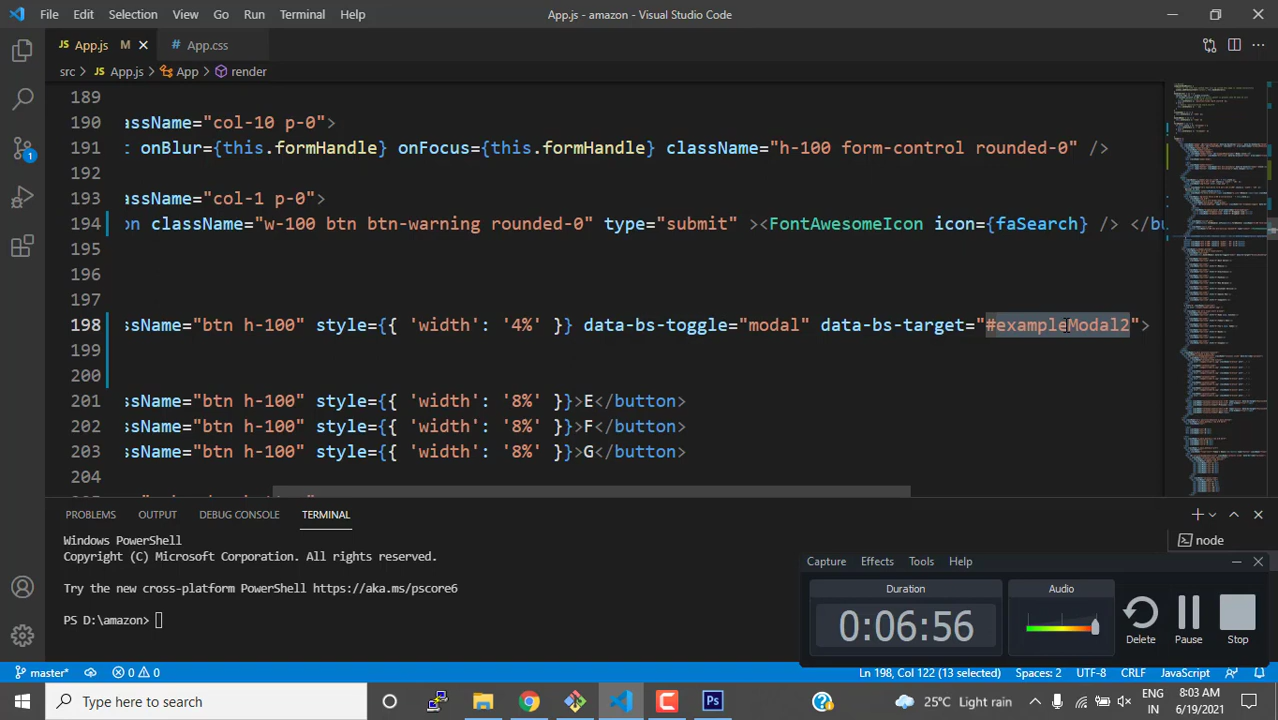 File Edit Selection View Go Run Terminal Help App.js - amazon - Visual Studio Code
JS App.js M # App.css
src > JS App.js > App > render
189
190 assName="col-10 p-0">
191 t onBlur={this.formHandle} onFocus={this.formHandle} className="h-100 form-control rounded-0" />
192
193 assName="col-1 p-0">
194 on className="w-100 btn btn-warning rounded-0" type="submit" ><FontAwesomeIcon icon={faSearch} /> </bu
195
196
197
198 ssName="btn h-100" style={{ 'width': '4%' }} data-bs-toggle="modal" data-bs-target="#exampleModal2">
199
200
201 ssName="btn h-100" style={{ 'width': '8%' }}>E</button>
202 ssName="btn h-100" style={{ 'width': '8%' }}>F</button>
203 ssName="btn h-100" style={{ 'width': '8%' }}>G</button>
204
PROBLEMS OUTPUT DEBUG CONSOLE TERMINAL
Windows PowerShell
Copyright (C) Microsoft Corporation. All rights reserved.
Try the new cross-platform PowerShell https://aka.ms/pscore6
PS D:\amazon>
node
Capture Effects Tools Help
Duration Audio
0:06:56
Delete Pause Stop
master* 0 0 Ln 198, Col 122 (13 selected) Spaces: 2 UTF-8 CRLF JavaScript
Type here to search
Ps
25°C Light rain
ENG
IN
8:03 AM
6/19/2021